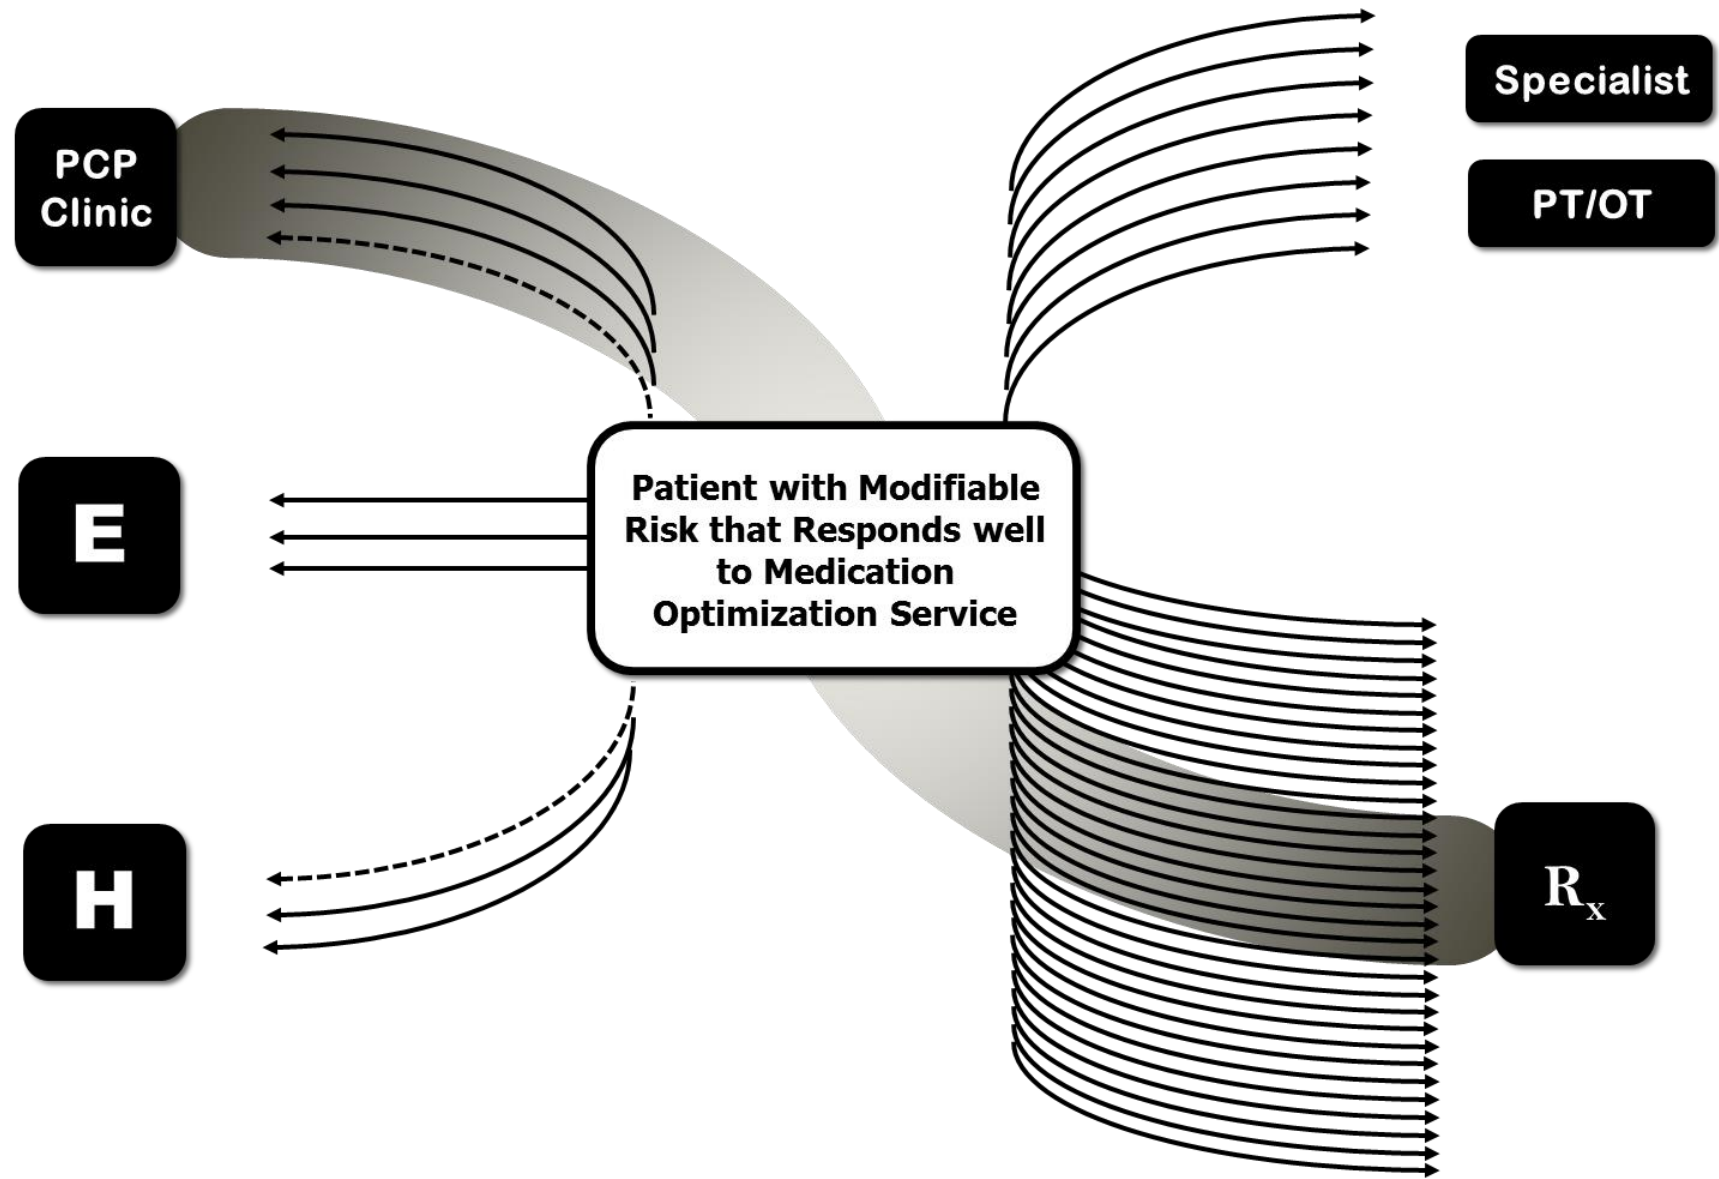 PCP
Clinic
Specialist
PT/OT
E
Patient with Modifiable
Risk that Responds well
to Medication
Optimization Service
H
Rx